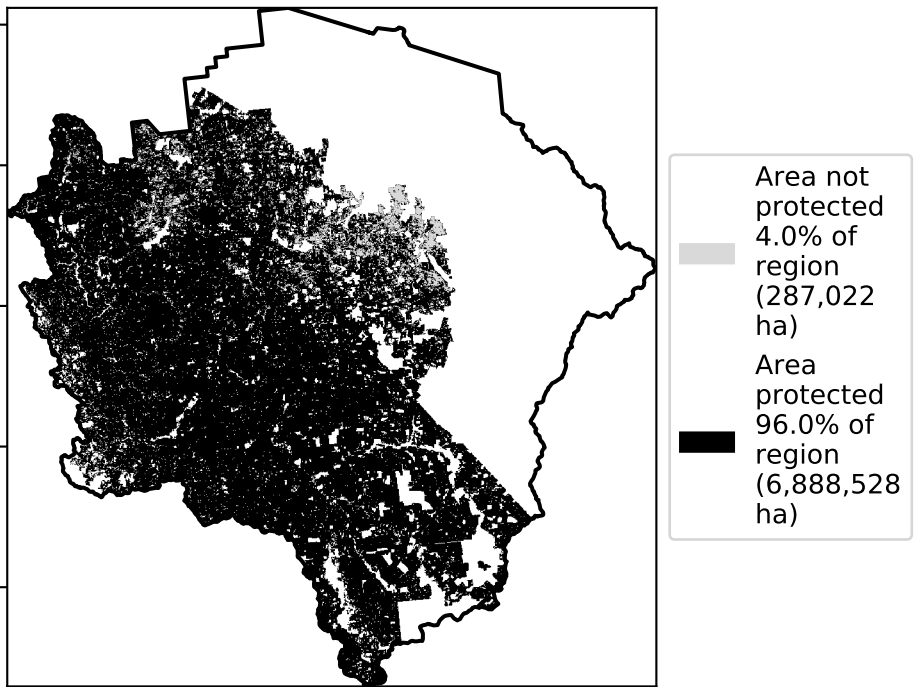 Area not
protected
4.0% of
region
(287,022
ha)
Area
protected
96.0% of
region
(6,888,528
ha)